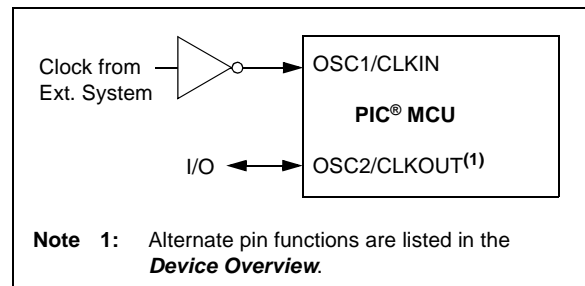 Clock from
Ext. System
OSC1/CLKIN
PIC® MCU
I/O
OSC2/CLKOUT(1)
Note 1: Alternate pin functions are listed in the
Device Overview.